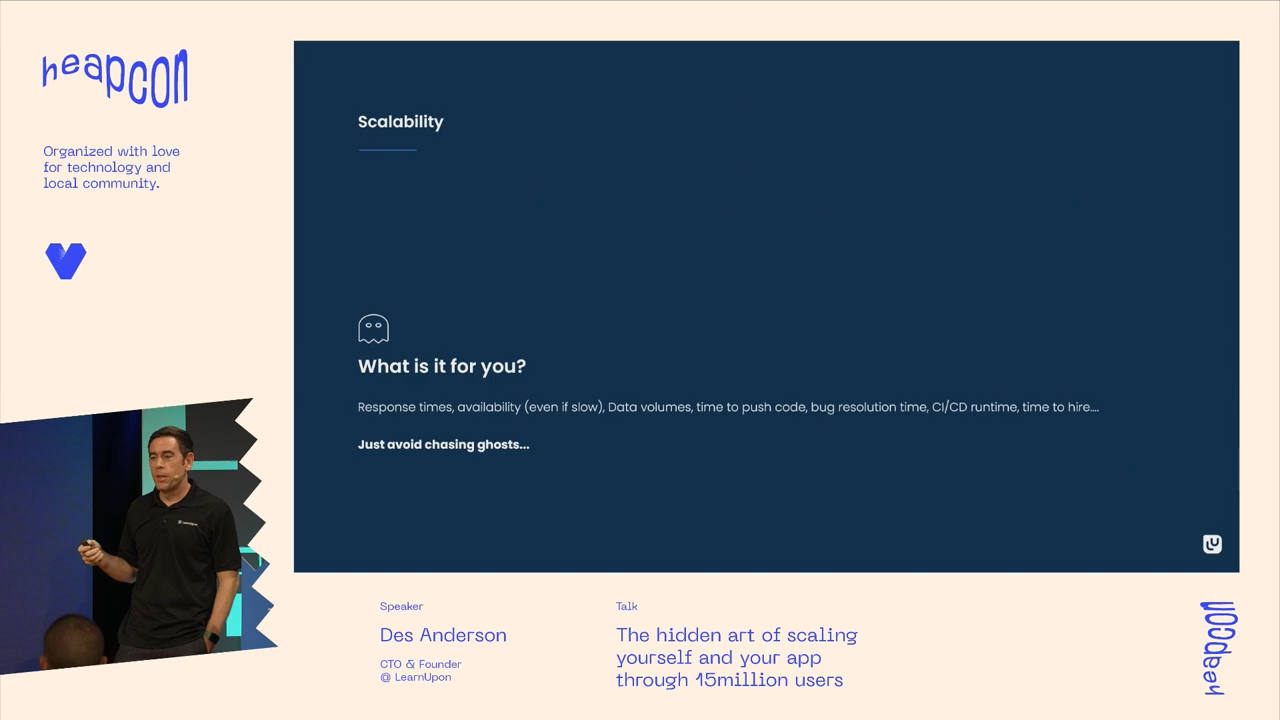 heapcon
Organized with love
for technology and
local community.
Scalability
What is it for you?
Response times, availability (even if slow), Data volumes, time to push code, bug resolution time, CI/CD runtime, time to hire....
Just avoid chasing ghosts...
Speaker
Des Anderson
CTO & Founder
@ LearnUpon
Talk
The hidden art of scaling
yourself and your app
through 15million users
heapcon